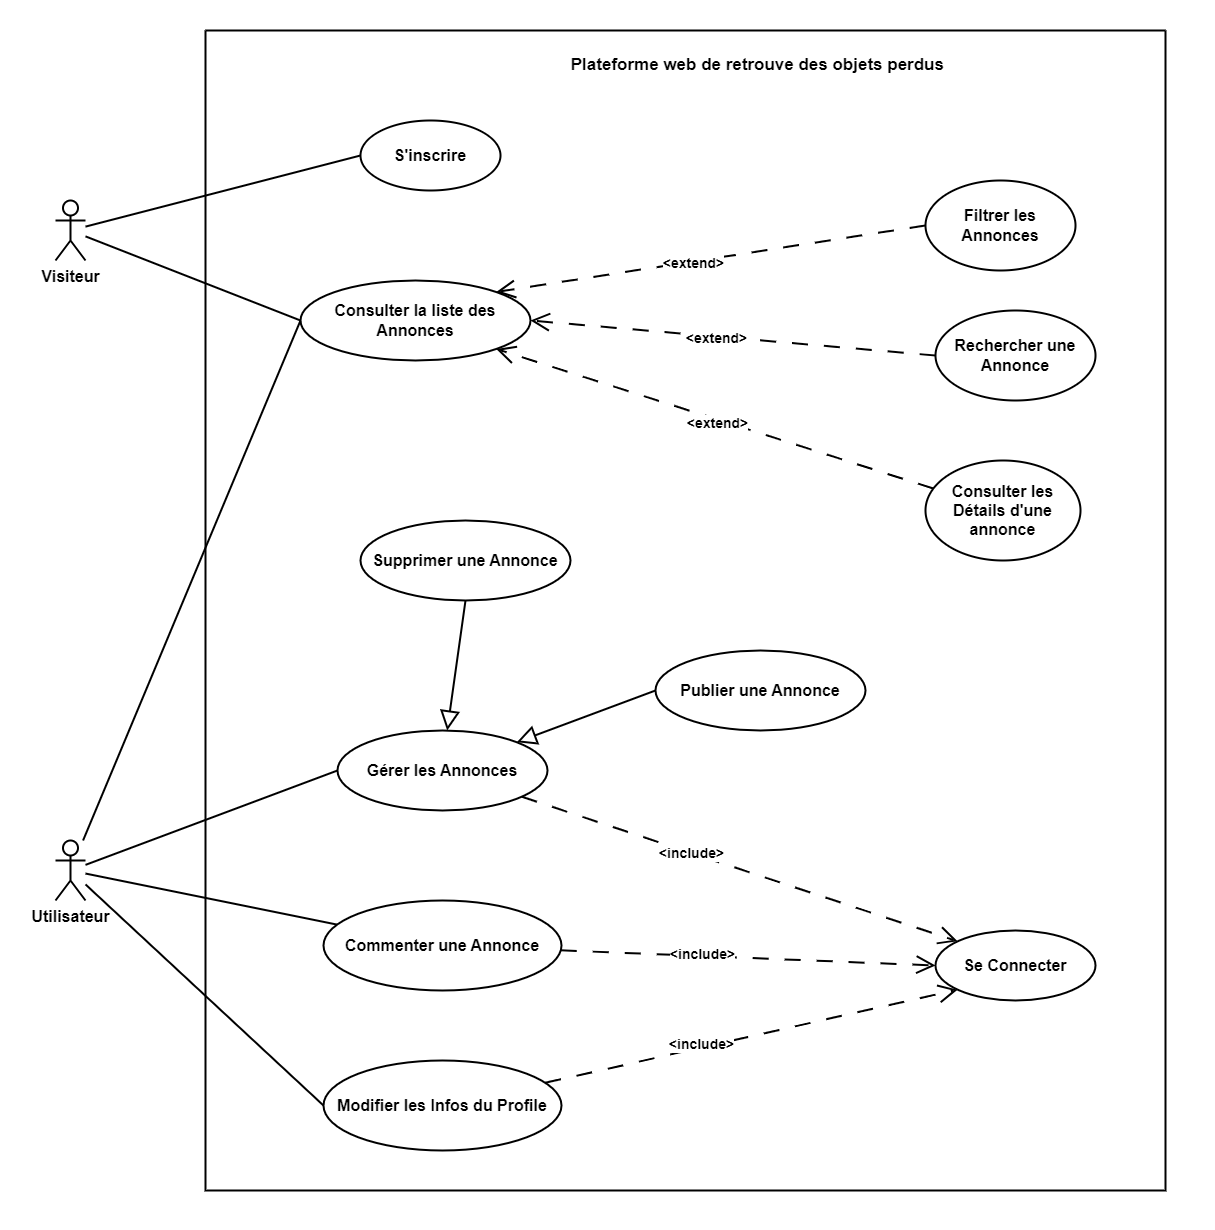 Plateforme web de retrouve des objets perdus
S'inscrire
Visiteur
Filtrer les
Annonces
<extend>
Consulter la liste des
Annonces
<extend>
Rechercher une
Annonce
<extend>
Consulter les
Détails d'une
annonce
Supprimer une Annonce
Publier une Annonce
Gérer les Annonces
<include>
Utilisateur
Commenter une Annonce
<include>
Se Connecter
<include>
Modifier les Infos du Profile